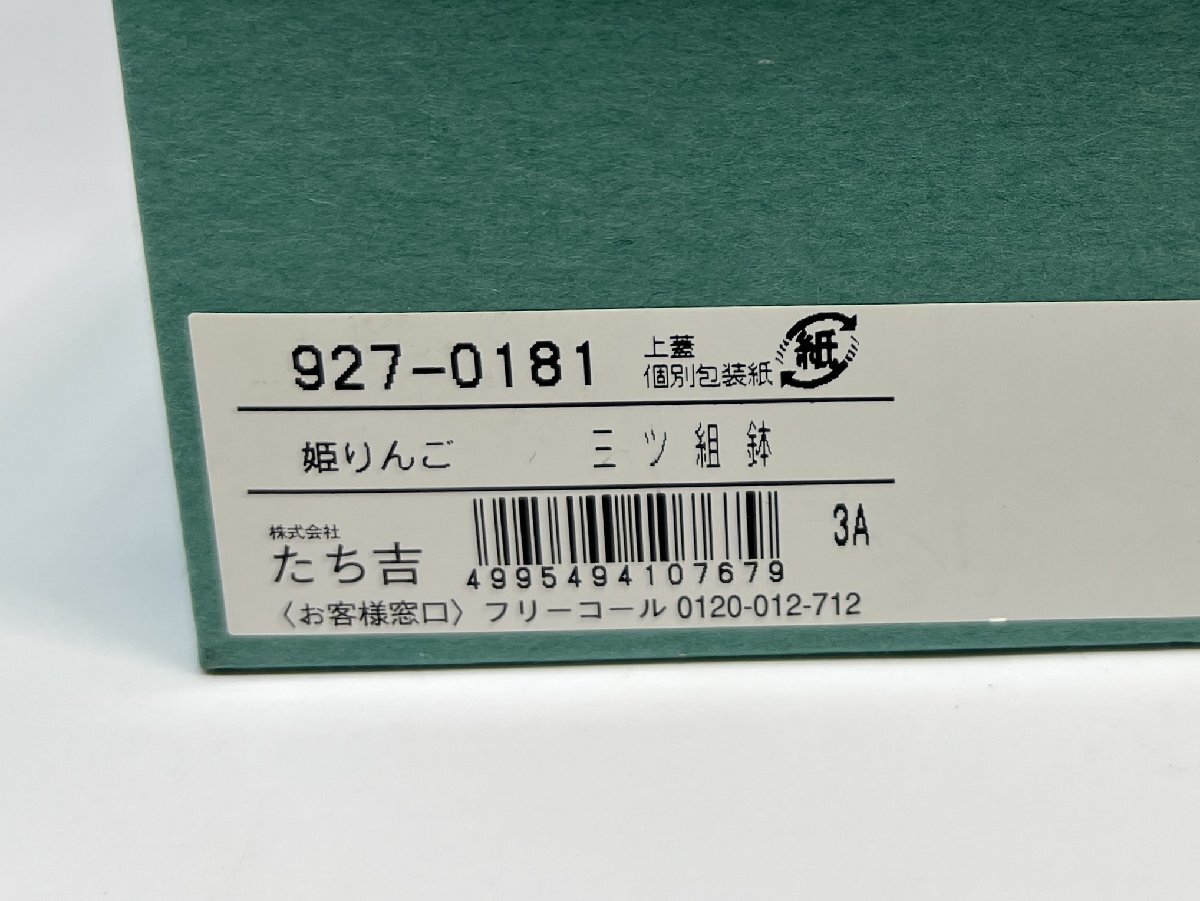 927-0181
上蓋
個別包装紙
紙
姫りんご 三ツ組鉢
3A
株式会社
たち吉
4995494107679
〈お客様窓口〉フリーコール 0120-012-712